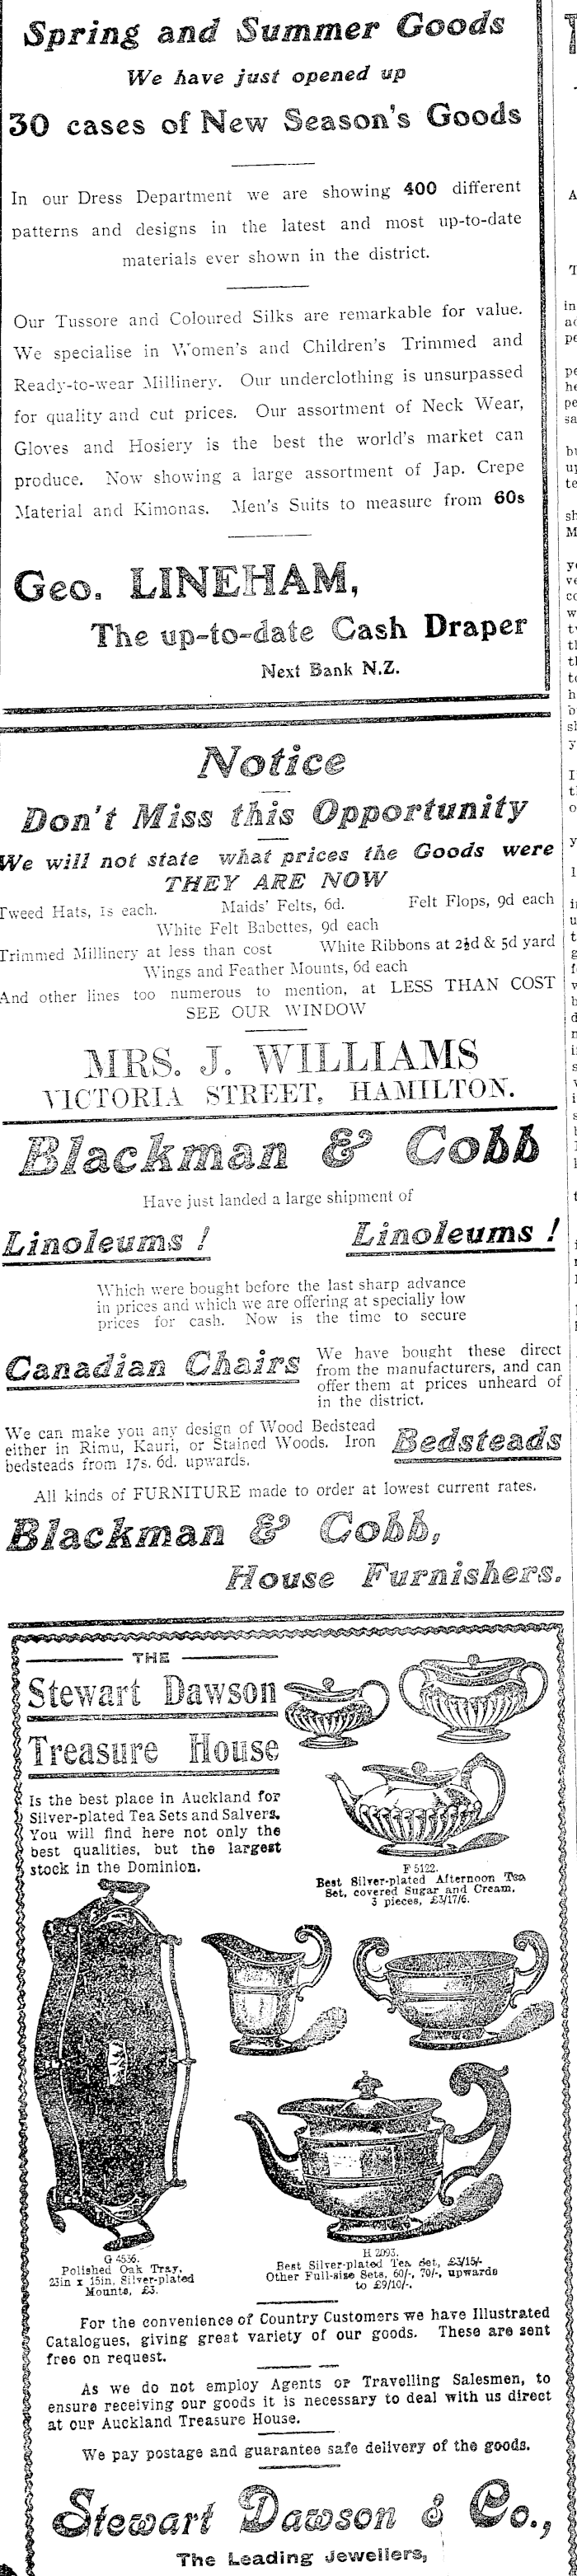 Spring and Summer Goods
We have just opened up
30 cases of New Season's Goods
In our Dress Department we are showing 400 different
patterns and designs in the latest and most up-to-date
materials ever shown in the district.
Our Tussore and Coloured Silks are remarkable for value.
We specialise in Women's and Children's Trimmed and
Ready-to-wear Millinery. Our underclothing is unsurpassed
for quality and cut prices. Our assortment of Neck Wear,
Gloves and Hosiery is the best the world's market can
produce. Now showing a large assortment of Jap. Crepe
Material and Kimonas. Men's Suits to measure from 60s
Geo. LINEHAM,
The up-to-date Cash Draper
Next Bank N.Z.
Notice
Don't Miss this Opportunity
We will not state what prices the Goods were
THEY ARE NOW
Tweed Hats, 1s each. Maids' Felts, 6d. Felt Flops, 9d each
White Felt Babettes, 9d each
Trimmed Millinery at less than cost White Ribbons at 2½d & 5d yard
Wings and Feather Mounts, 6d each
And other lines too numerous to mention, at LESS THAN COST
SEE OUR WINDOW
MRS. J. WILLIAMS
VICTORIA STREET, HAMILTON.
Blackman & Cobb
Have just landed a large shipment of
Linoleums ! Linoleums !
Which were bought before the last sharp advance
in prices and which we are offering at specially low
prices for cash. Now is the time to secure
Canadian Chairs
We have bought these direct
from the manufacturers, and can
offer them at prices unheard of
in the district.
We can make you any design of Wood Bedstead
either in Rimu, Kauri, or Stained Woods. Iron
bedsteads from 17s. 6d. upwards.
Bedsteads
All kinds of FURNITURE made to order at lowest current rates.
Blackman & Cobb,
House Furnishers.
THE
Stewart Dawson
Treasure House
Is the best place in Auckland for
Silver-plated Tea Sets and Salvers.
You will find here not only the
best qualities, but the largest
stock in the Dominion.
F 5122.
Best Silver-plated Afternoon Tea
Set, covered Sugar and Cream,
3 pieces, £3/17/6.
G 4536.
Polished Oak Tray,
23in x 15in, Silver-plated
Mounts, £3.
H 2093.
Best Silver-plated Tea Set, £3/15/-
Other Full-size Sets, 60/-, 70/-, upwards
to £9/10/-.
For the convenience of Country Customers we have Illustrated
Catalogues, giving great variety of our goods. These are sent
free on request.
As we do not employ Agents or Travelling Salesmen, to
ensure receiving our goods it is necessary to deal with us direct
at our Auckland Treasure House.
We pay postage and guarantee safe delivery of the goods.
Stewart Dawson & Co.,
The Leading Jewellers,